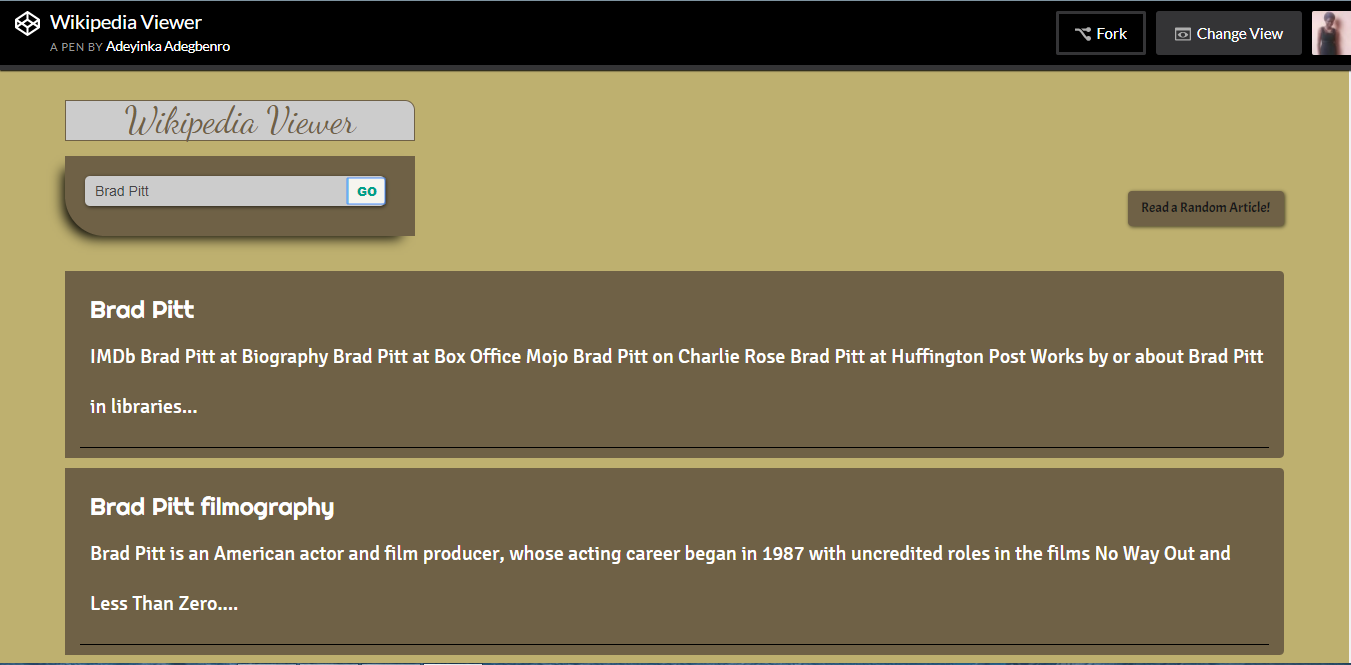 Wikipedia Viewer
A PEN BY Adeyinka Adegbenro
Fork
Change View
Wikipedia Viewer
Brad Pitt
GO
Read a Random Article!
Brad Pitt
IMDb Brad Pitt at Biography Brad Pitt at Box Office Mojo Brad Pitt on Charlie Rose Brad Pitt at Huffington Post Works by or about Brad Pitt
in libraries...
Brad Pitt filmography
Brad Pitt is an American actor and film producer, whose acting career began in 1987 with uncredited roles in the films No Way Out and
Less Than Zero....